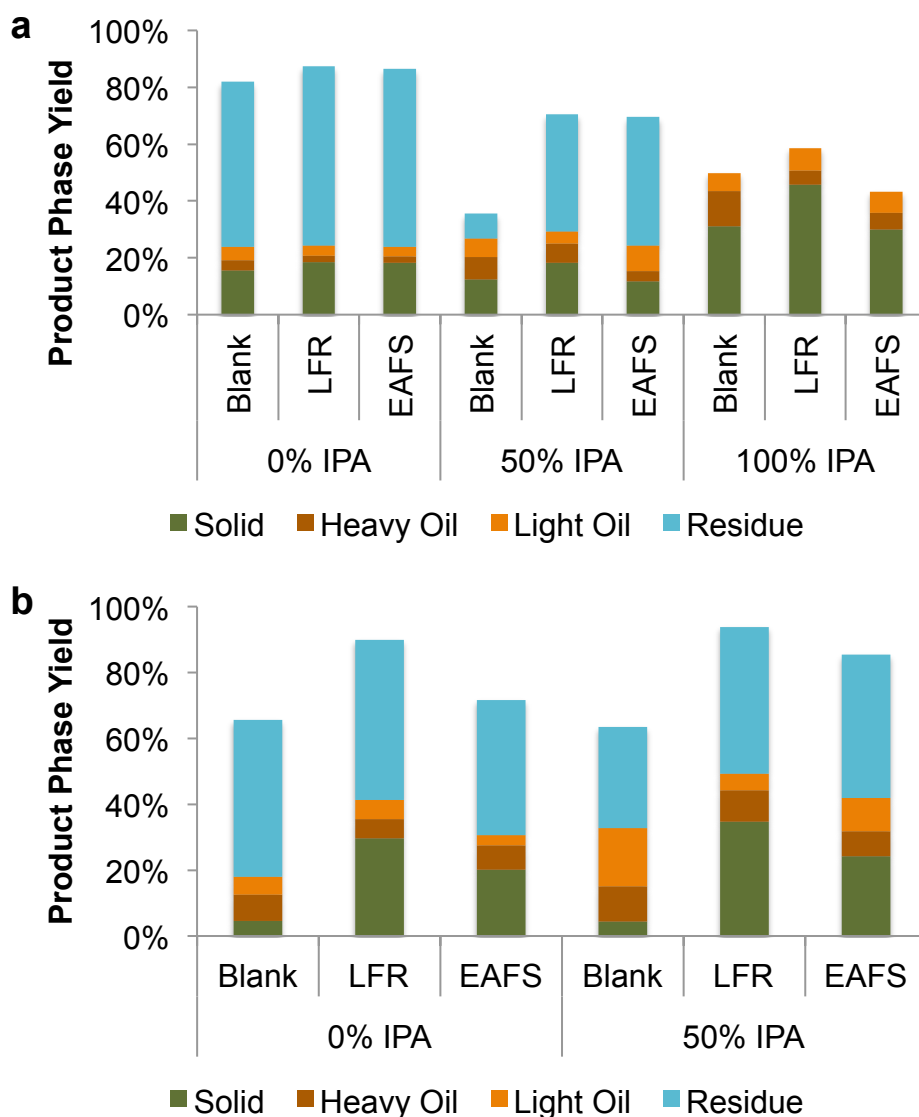 a
Product Phase Yield
100%
80%
60%
40%
20%
0%
Blank LFR EAFS Blank LFR EAFS Blank LFR EAFS
0% IPA 50% IPA 100% IPA
Solid Heavy Oil Light Oil Residue
b
Product Phase Yield
100%
80%
60%
40%
20%
0%
Blank LFR EAFS Blank LFR EAFS
0% IPA 50% IPA
Solid Heavy Oil Light Oil Residue